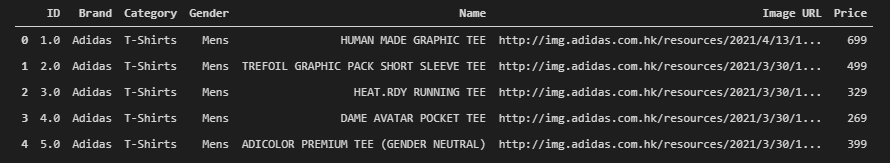 ID Brand Category Gender Name Image URL Price
0 1.0 Adidas T-Shirts Mens HUMAN MADE GRAPHIC TEE http://img.adidas.com.hk/resources/2021/4/13/1... 699
1 2.0 Adidas T-Shirts Mens TREFOIL GRAPHIC PACK SHORT SLEEVE TEE http://img.adidas.com.hk/resources/2021/3/30/1... 499
2 3.0 Adidas T-Shirts Mens HEAT.RDY RUNNING TEE http://img.adidas.com.hk/resources/2021/3/30/1... 329
3 4.0 Adidas T-Shirts Mens DAME AVATAR POCKET TEE http://img.adidas.com.hk/resources/2021/3/30/1... 269
4 5.0 Adidas T-Shirts Mens ADICOLOR PREMIUM TEE (GENDER NEUTRAL) http://img.adidas.com.hk/resources/2021/3/30/1... 399